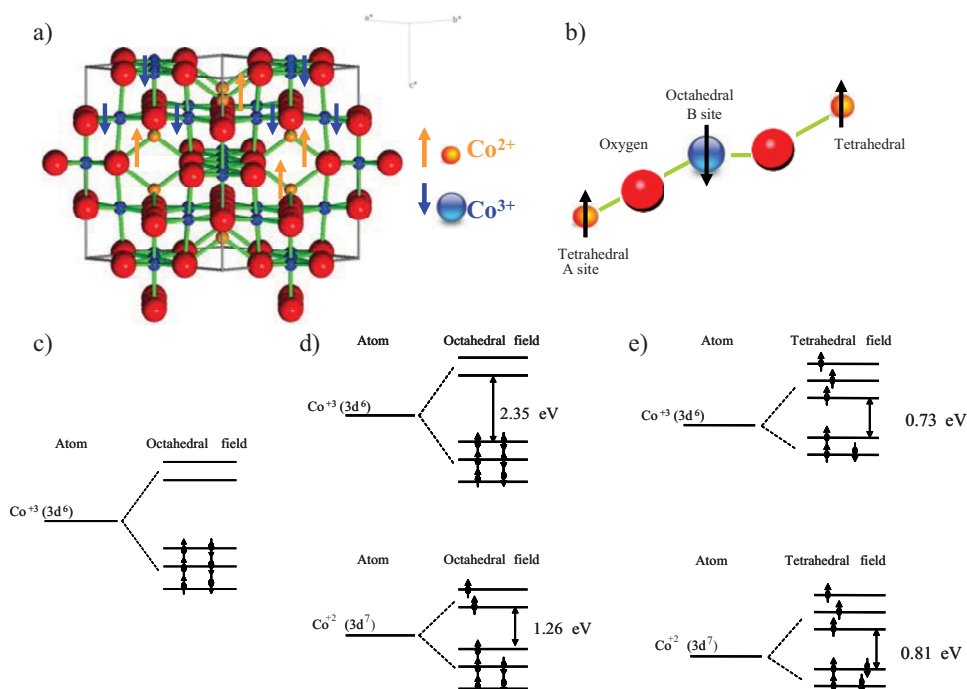 a)
a*
b*
c*
Co2+
Co3+
b)
Octahedral
B site
Oxygen
Tetrahedral
Tetrahedral
A site
c)
Atom
Octahedral field
Co+3(3d6)
d)
Atom
Octahedral field
Co+3(3d6)
2.35 eV
Atom
Octahedral field
Co+2 (3d7)
1.26 eV
e)
Atom
Tetrahedral field
Co+3(3d6)
0.73 eV
Atom
Tetrahedral field
Co+2 (3d7)
0.81 eV